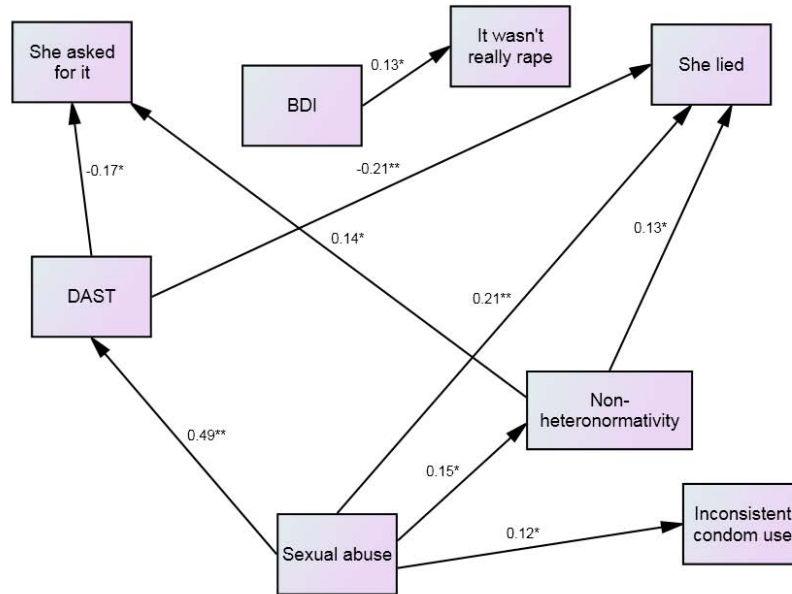 She asked
for it
It wasn't
really rape
She lied
BDI
0.13*
-0.17*
-0.21**
0.14*
0.13*
DAST
0.21**
Non-
heteronormativity
0.49**
0.15*
Sexual abuse
0.12*
Inconsistent
condom use